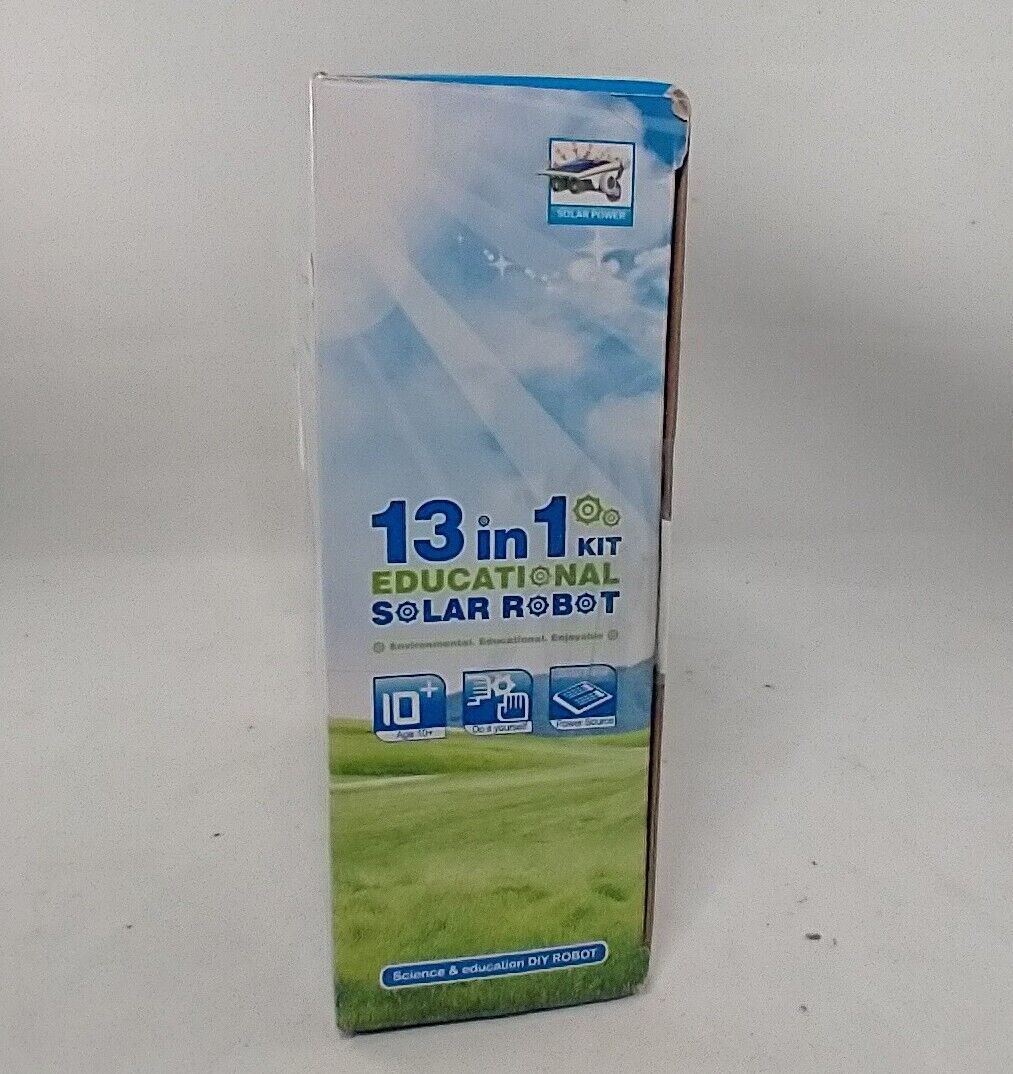 SOLAR POWER
13 in 1 KIT
EDUCATIONAL
SOLAR ROBOT
Environmental. Educational. Enjoyable
10+
Age 10+
Do it yourself
Power Source
Science & education DIY ROBOT